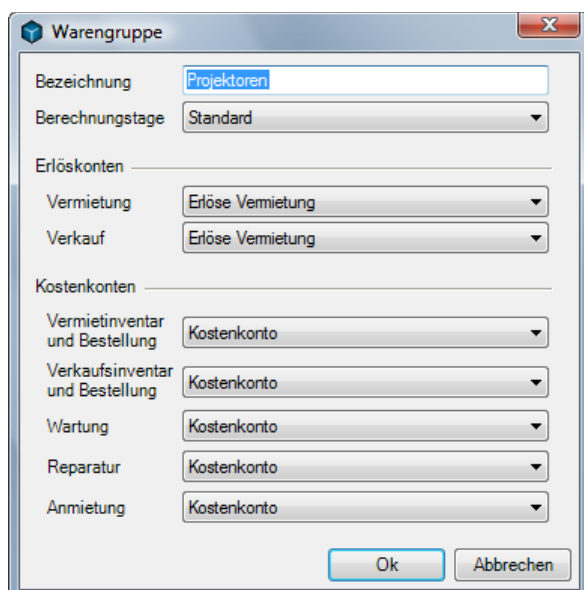 Warengruppe
Bezeichnung Projektoren
Berechnungstage Standard
Erlöskonten
Vermietung Erlöse Vermietung
Verkauf Erlöse Vermietung
Kostenkonten
Vermietinventar
und Bestellung Kostenkonto
Verkaufsinventar
und Bestellung Kostenkonto
Wartung Kostenkonto
Reparatur Kostenkonto
Anmietung Kostenkonto
Ok Abbrechen